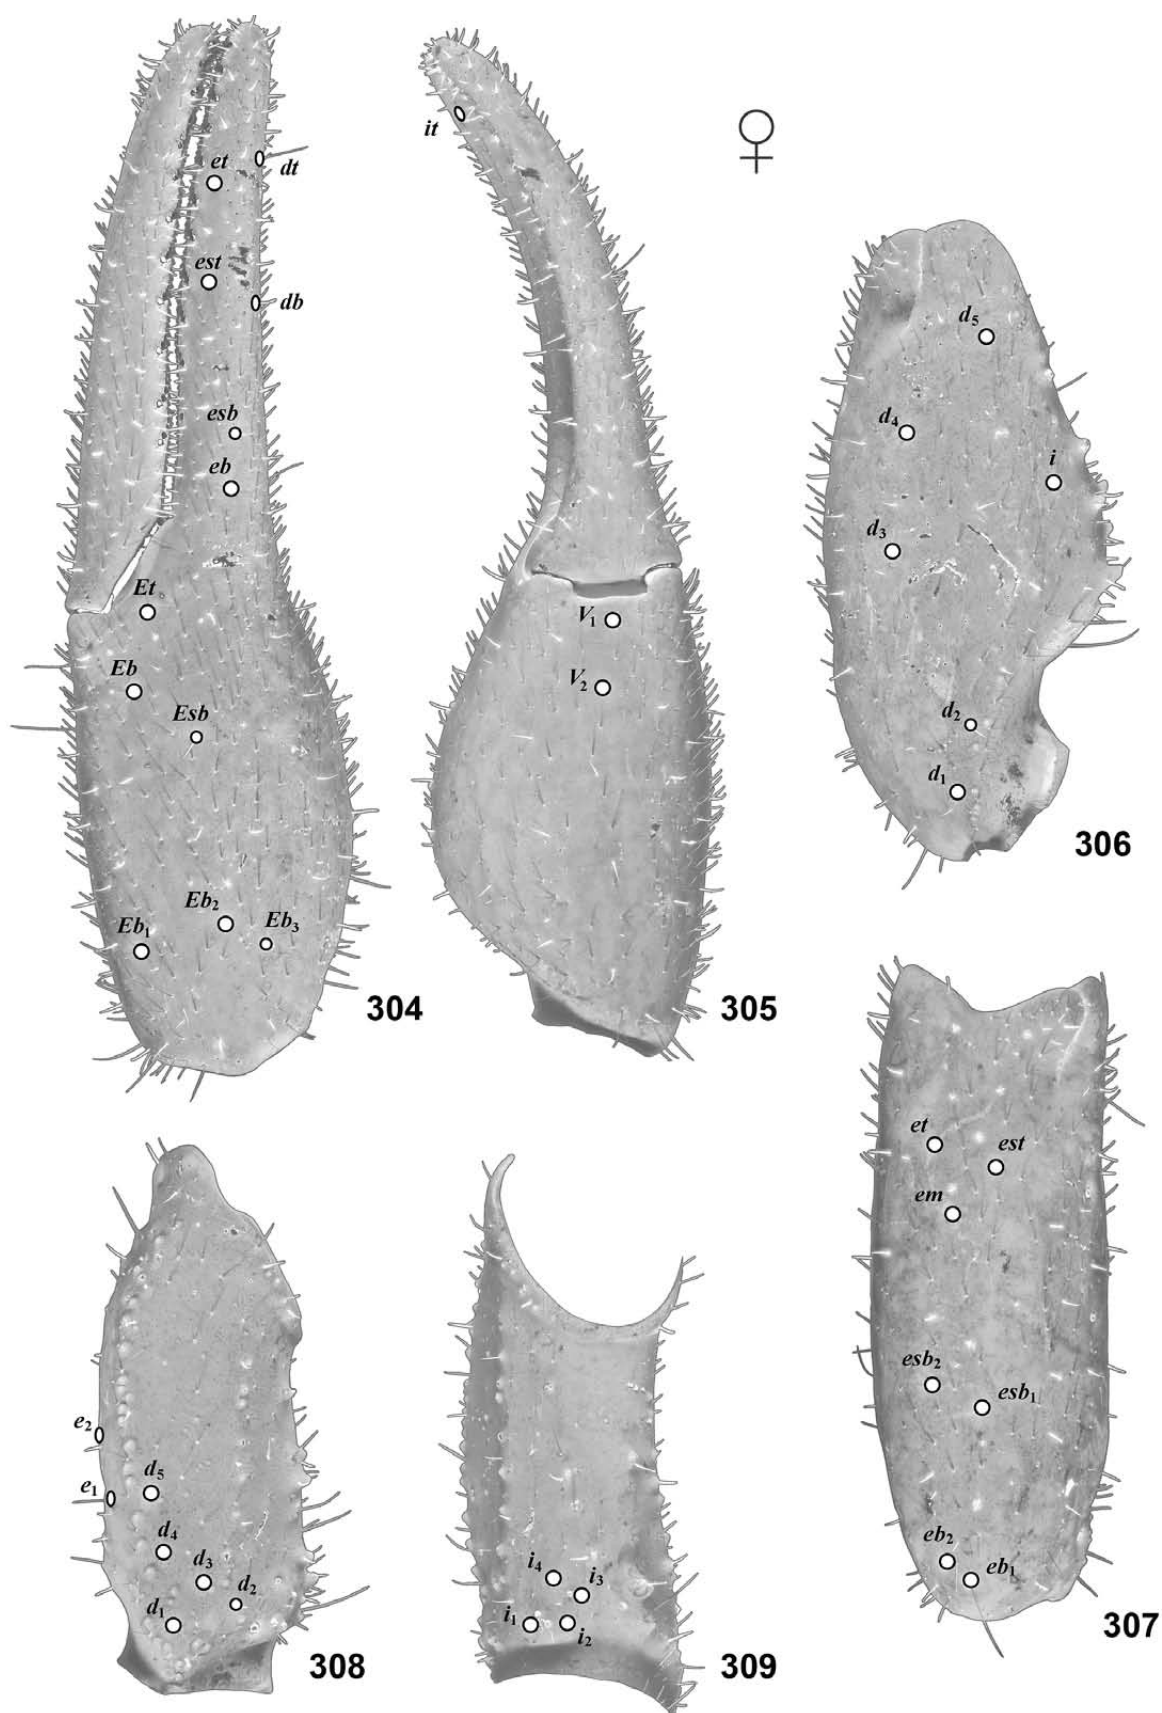 it
♀
et
dt
est
db
esb
eb
Et
Eb
Esb
Eb2
Eb1
Eb3
304
V1
V2
305
d5
d4
i
d3
d2
d1
306
et
est
em
esb2
esb1
eb2
eb1
307
e2
e1
d5
d4
d3
d2
d1
308
i4
i3
i1
i2
309